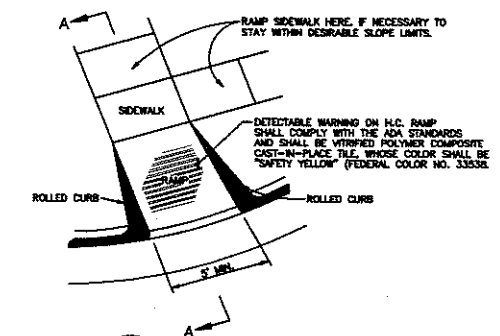 A
RAMP SIDEWALK HERE, IF NECESSARY TO
STAY WITHIN DESIRABLE SLOPE LIMITS.
SIDEWALK
DETECTABLE WARNING ON H.C. RAMP
SHALL COMPLY WITH THE ADA STANDARDS
AND SHALL BE VITRIFIED POLYMER COMPOSITE
CAST-IN-PLACE TILE, WHOSE COLOR SHALL BE
"SAFETY YELLOW" (FEDERAL COLOR NO. 33538.
RAMP
ROLLED CURB
ROLLED CURB
5' MIN.
A